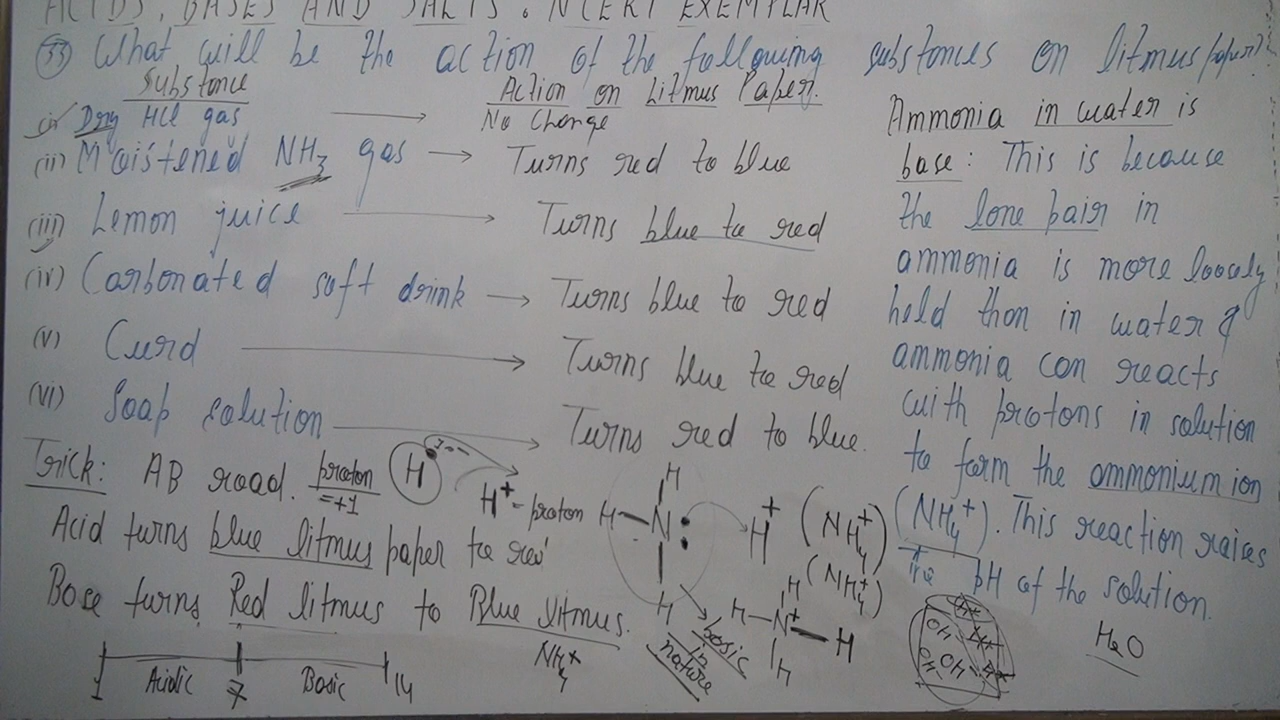 ACIDS, BASES AND SALTS. NCERT EXEMPLAR
33 What will be the action of the following substances on litmus paper?
Substance Action on Litmus Paper.
(i) Dry HCl gas → No Change
(ii) Moistened NH3 gas → Turns red to blue
(iii) Lemon juice → Turns blue to red
(iv) Carbonated soft drink → Turns blue to red
(v) Curd → Turns blue to red
(vi) Soap solution → Turns red to blue.
Trick: AB road. proton =+1
H 1e-
H+ - proton
Acid turns blue litmus paper to red
Base turns Red litmus to Blue litmus.
NH4+
1 Acidic 7 Basic 14
H
H-N: H+ (NH4+)
H
(NH4+)
basic in nature
H
H-N+-H
H
Ammonia in water is
base: This is because
the lone pair in
ammonia is more loosely
held than in water &
ammonia can reacts
with protons in solution
to form the ammonium ion
(NH4+). This reaction raises
the pH of the solution.
OH-
OH- OH-
H2O